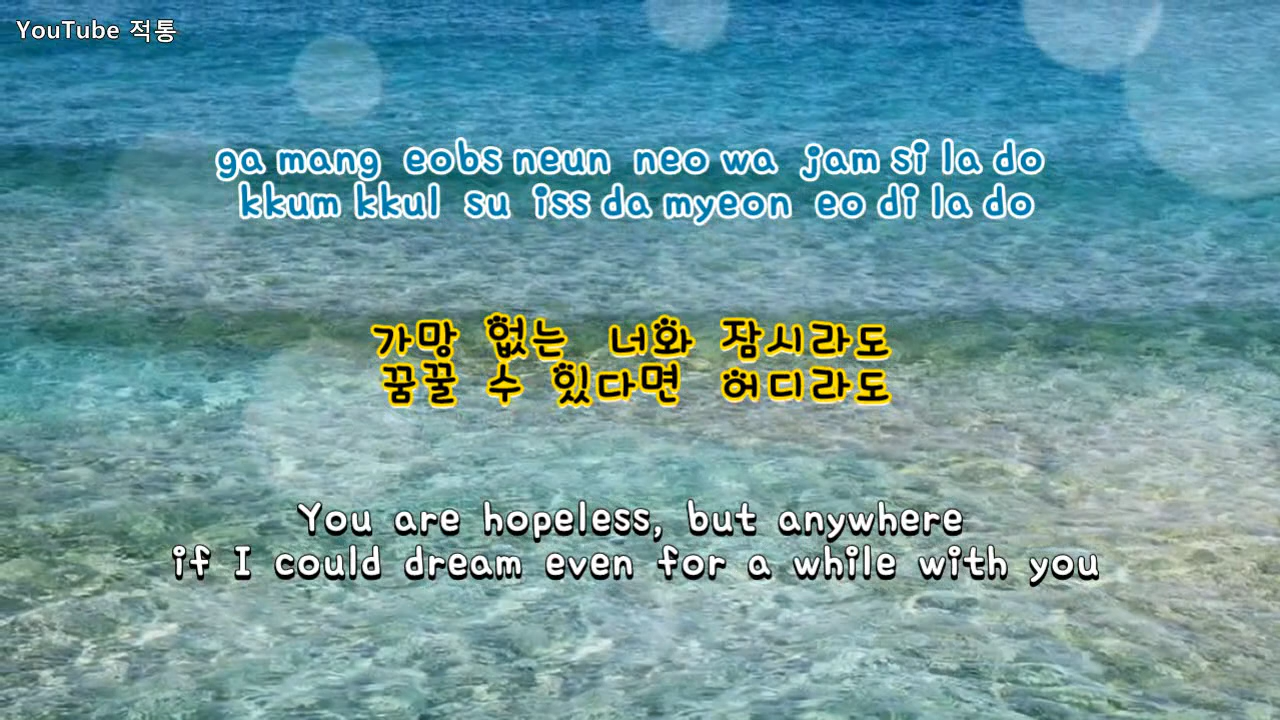 YouTube 적통
ga mang eobs neun neo wa jam si la do
kkum kkul su iss da myeon eo di la do
가망 없는 너와 잠시라도
꿈꿀 수 있다면 어디라도
You are hopeless, but anywhere
if I could dream even for a while with you